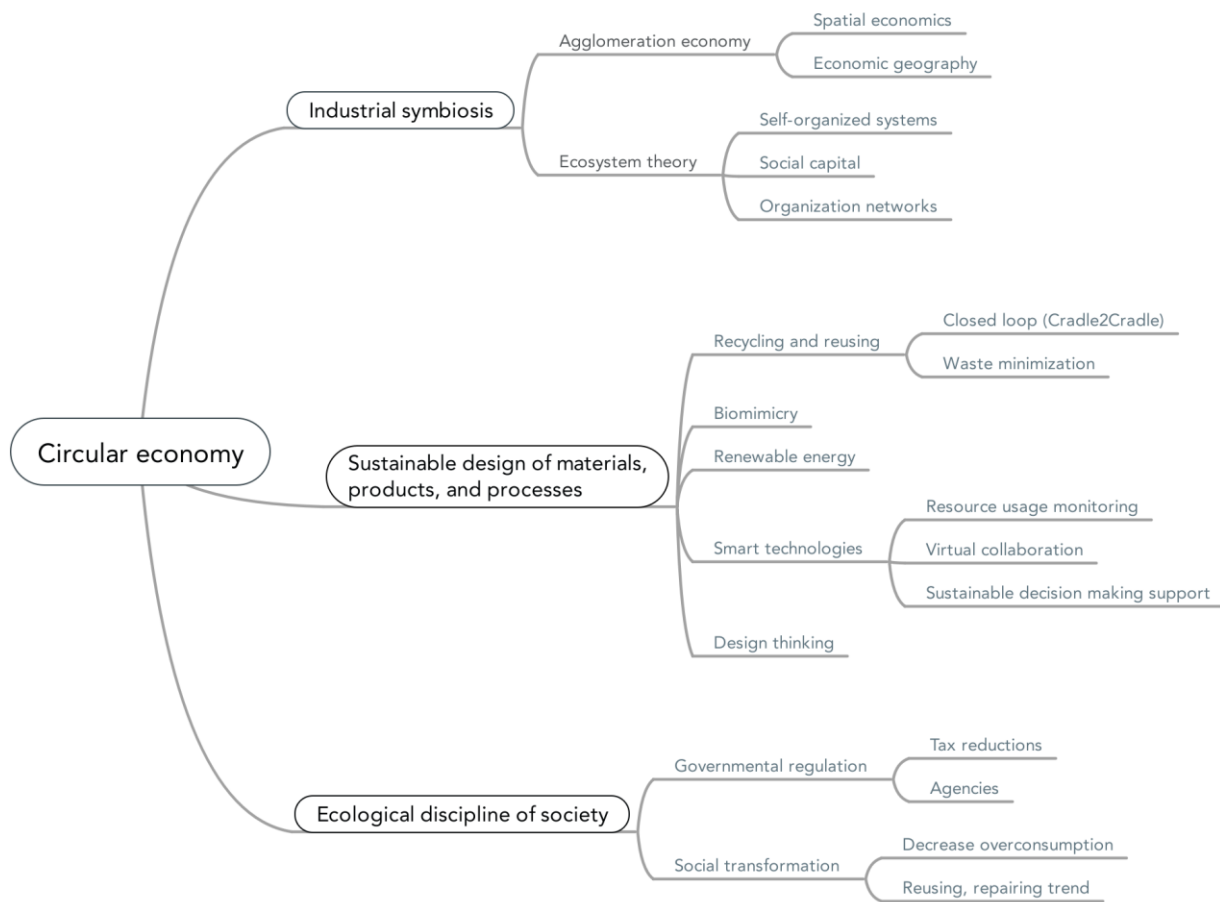 Spatial economics
Agglomeration economy
Economic geography
Industrial symbiosis
Self-organized systems
Ecosystem theory
Social capital
Organization networks
Closed loop (Cradle2Cradle)
Recycling and reusing
Waste minimization
Biomimicry
Circular economy
Sustainable design of materials,
products, and processes
Renewable energy
Resource usage monitoring
Smart technologies
Virtual collaboration
Sustainable decision making support
Design thinking
Tax reductions
Governmental regulation
Agencies
Ecological discipline of society
Decrease overconsumption
Social transformation
Reusing, repairing trend